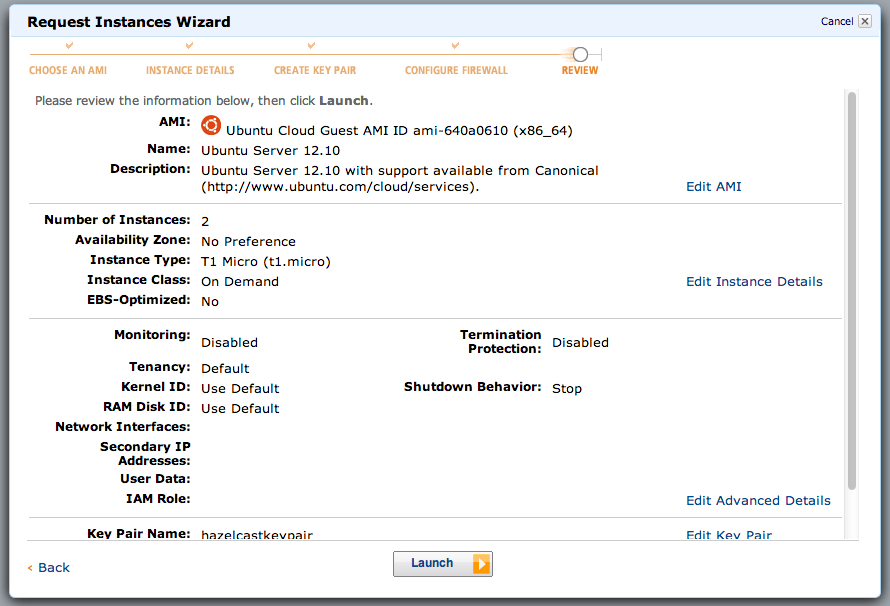 Request Instances Wizard
Cancel
CHOOSE AN AMI INSTANCE DETAILS CREATE KEY PAIR CONFIGURE FIREWALL REVIEW
Please review the information below, then click Launch.
AMI: Ubuntu Cloud Guest AMI ID ami-640a0610 (x86_64)
Name: Ubuntu Server 12.10
Description: Ubuntu Server 12.10 with support available from Canonical
(http://www.ubuntu.com/cloud/services). Edit AMI
Number of Instances: 2
Availability Zone: No Preference
Instance Type: T1 Micro (t1.micro)
Instance Class: On Demand Edit Instance Details
EBS-Optimized: No
Monitoring: Disabled Termination
Protection: Disabled
Tenancy: Default
Kernel ID: Use Default Shutdown Behavior: Stop
RAM Disk ID: Use Default
Network Interfaces:
Secondary IP
Addresses:
User Data:
IAM Role: Edit Advanced Details
Key Pair Name: hazelcastkeypair Edit Key Pair
< Back Launch